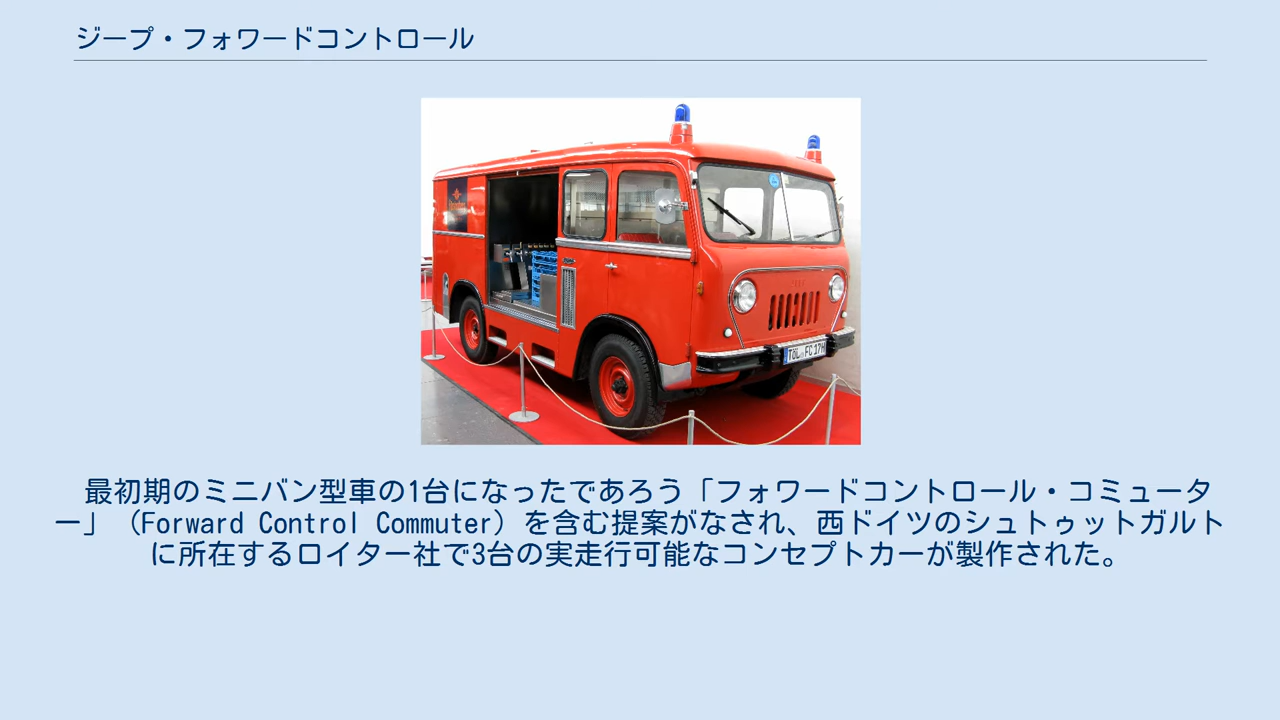 ジープ・フォワードコントロール
TÖL FC 17H
最初期のミニバン型車の1台になったであろう「フォワードコントロール・コミュータ
ー」（Forward Control Commuter）を含む提案がなされ、西ドイツのシュトゥットガルト
に所在するロイター社で3台の実走行可能なコンセプトカーが製作された。